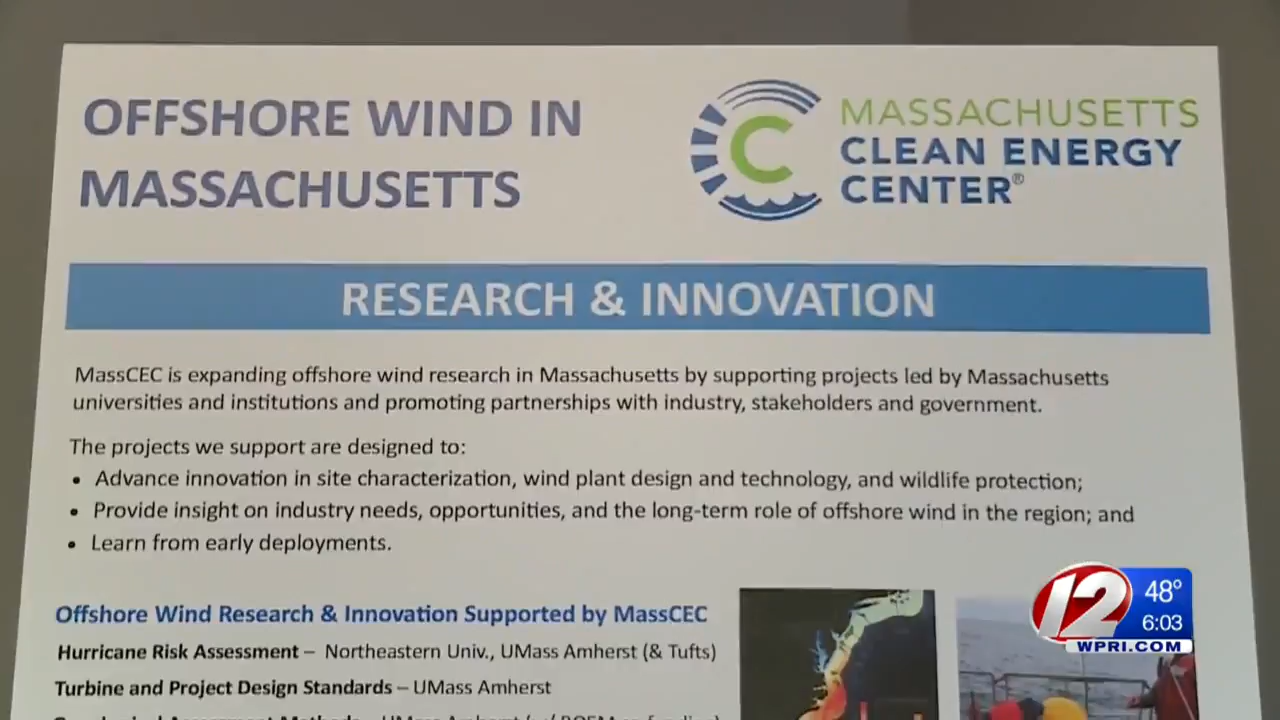 OFFSHORE WIND IN
MASSACHUSETTS
C
MASSACHUSETTS
CLEAN ENERGY
CENTER®
RESEARCH & INNOVATION
MassCEC is expanding offshore wind research in Massachusetts by supporting projects led by Massachusetts
universities and institutions and promoting partnerships with industry, stakeholders and government.
The projects we support are designed to:
• Advance innovation in site characterization, wind plant design and technology, and wildlife protection;
• Provide insight on industry needs, opportunities, and the long-term role of offshore wind in the region; and
• Learn from early deployments.
Offshore Wind Research & Innovation Supported by MassCEC
Hurricane Risk Assessment – Northeastern Univ., UMass Amherst (& Tufts)
Turbine and Project Design Standards – UMass Amherst
12
48°
6:03
WPRI.COM